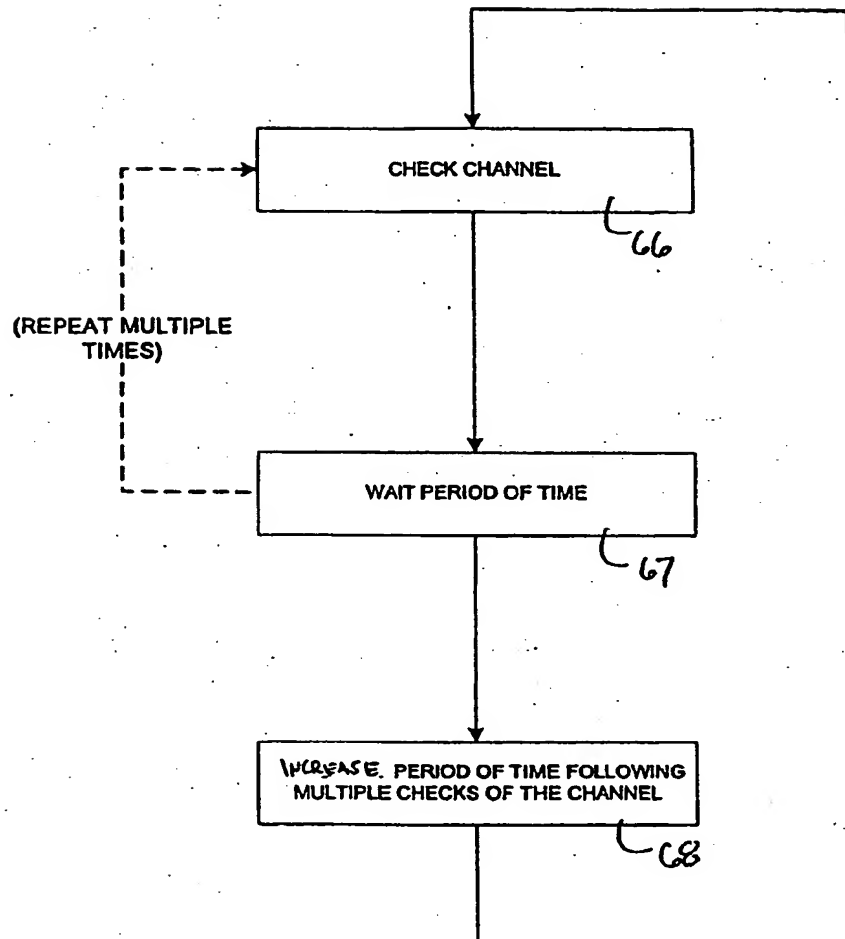 CHECK CHANNEL
66
(REPEAT MULTIPLE
TIMES)
WAIT PERIOD OF TIME
67
INCREASE. PERIOD OF TIME FOLLOWING
MULTIPLE CHECKS OF THE CHANNEL
68